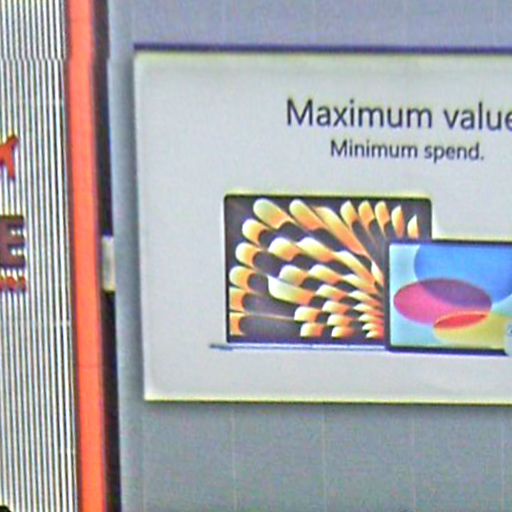 Maximum value
Minimum spend.
E